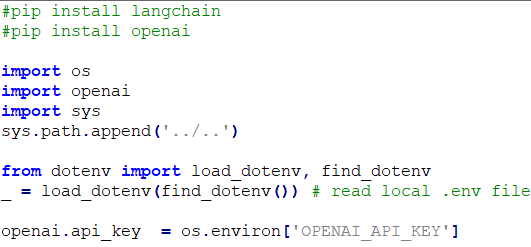 #pip install langchain
#pip install openai
import os
import openai
import sys
sys.path.append('../..')
from dotenv import load_dotenv, find_dotenv
_ = load_dotenv(find_dotenv()) # read local .env file
openai.api_key  = os.environ['OPENAI_API_KEY']